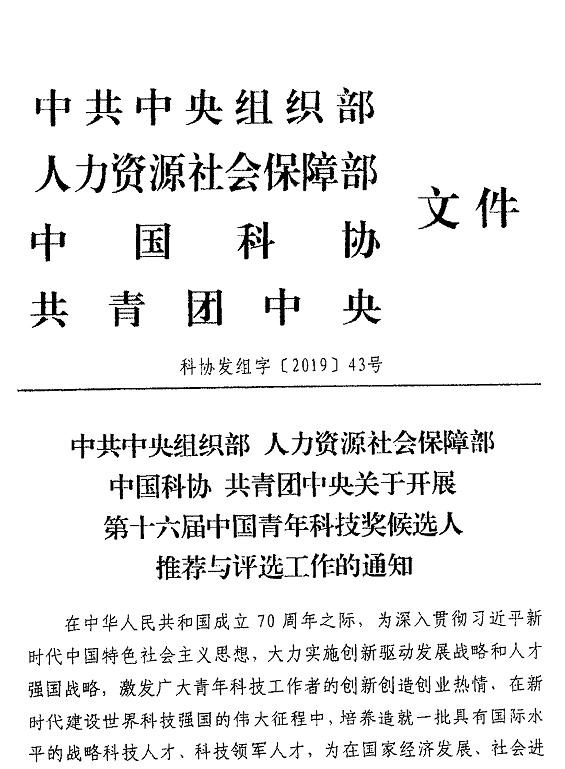 中共中央组织部
人力资源社会保障部
中国科协
共青团中央
文件
科协发组字〔2019〕43号
中共中央组织部 人力资源社会保障部
中国科协 共青团中央关于开展
第十六届中国青年科技奖候选人
推荐与评选工作的通知
在中华人民共和国成立 70 周年之际，为深入贯彻习近平新
时代中国特色社会主义思想，大力实施创新驱动发展战略和人才
强国战略，激发广大青年科技工作者的创新创造创业热情，在新
时代建设世界科技强国的伟大征程中，培养造就一批具有国际水
平的战略科技人才、科技领军人才，为在国家经济发展、社会进